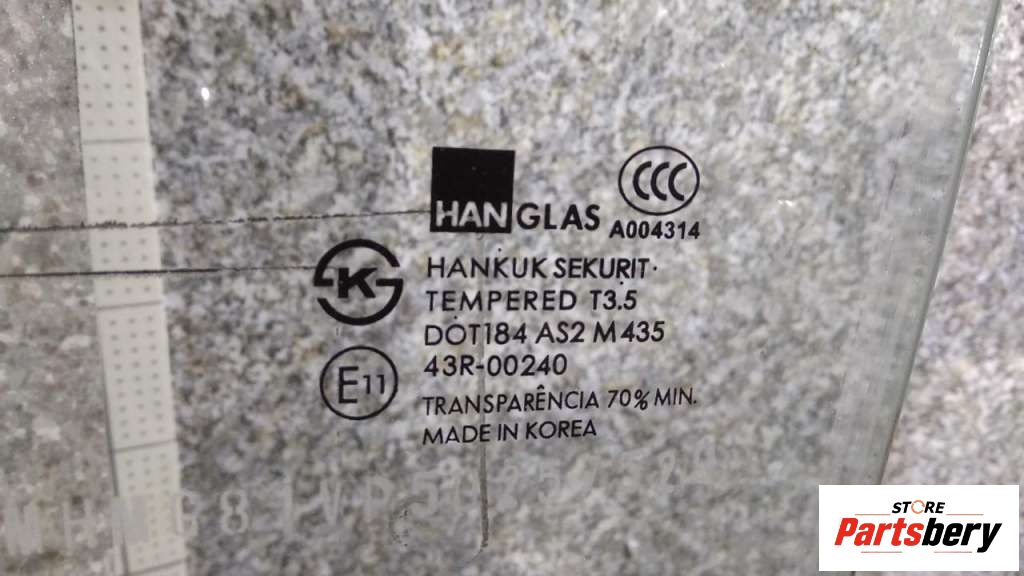 HANGLAS
CCC
A004314
K
HANKUK SEKURIT
TEMPERED T3.5
DOT184 AS2 M435
E11
43R-00240
TRANSPARÊNCIA 70% MIN.
MADE IN KOREA
STORE
Partsbery